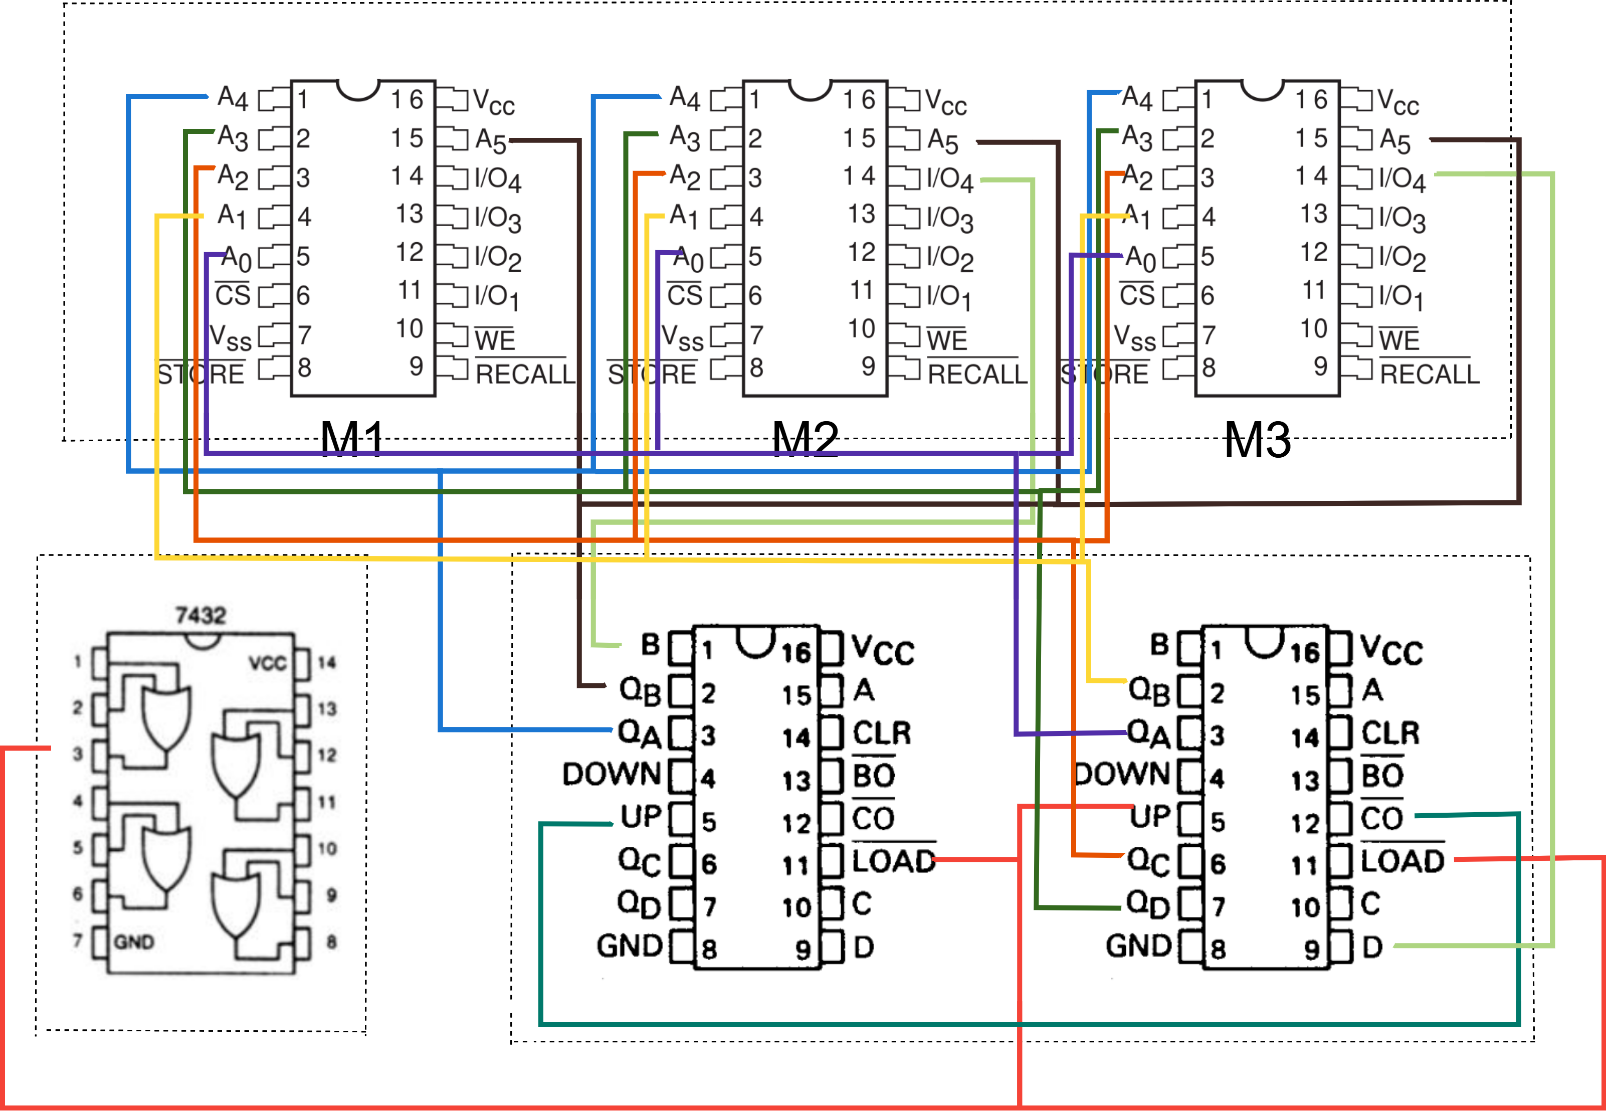 A4 1 16 VCC
A3 2 15 A5
A2 3 14 I/O4
A1 4 13 I/O3
A0 5 12 I/O2
CS 6 11 I/O1
VSS 7 10 WE
STORE 8 9 RECALL
M1
A4 1 16 VCC
A3 2 15 A5
A2 3 14 I/O4
A1 4 13 I/O3
A0 5 12 I/O2
CS 6 11 I/O1
VSS 7 10 WE
STORE 8 9 RECALL
M2
A4 1 16 VCC
A3 2 15 A5
A2 3 14 I/O4
A1 4 13 I/O3
A0 5 12 I/O2
CS 6 11 I/O1
VSS 7 10 WE
STORE 8 9 RECALL
M3
7432
1 VCC 14
2 13
3 12
4 11
5 10
6 9
7 GND 8
B 1 16 VCC
QB 2 15 A
QA 3 14 CLR
DOWN 4 13 BO
UP 5 12 CO
QC 6 11 LOAD
QD 7 10 C
GND 8 9 D
B 1 16 VCC
QB 2 15 A
QA 3 14 CLR
DOWN 4 13 BO
UP 5 12 CO
QC 6 11 LOAD
QD 7 10 C
GND 8 9 D